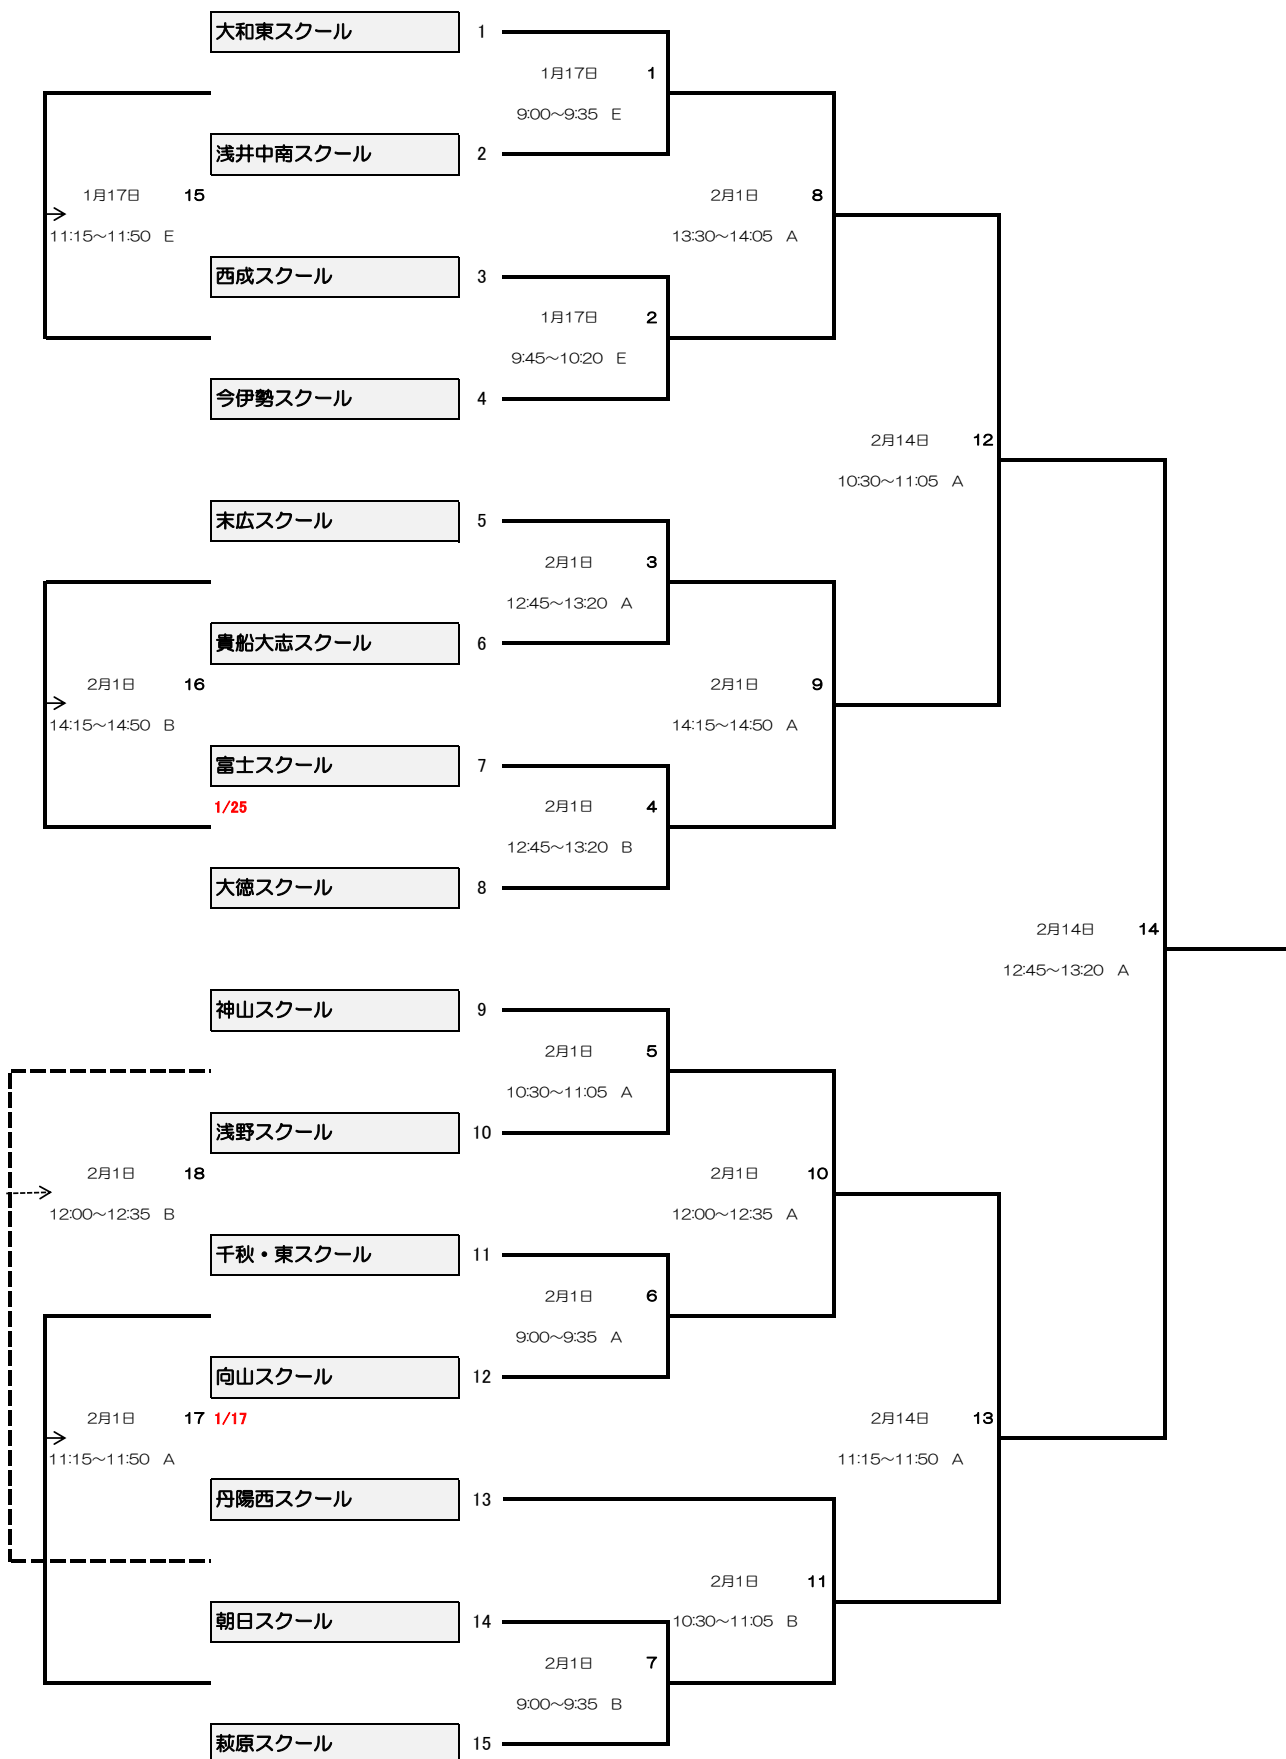 大和東スクール 1
1月17日 1
9:00～9:35 E
浅井中南スクール 2
1月17日 15 2月1日 8
11:15～11:50 E 13:30～14:05 A
西成スクール 3
1月17日 2
9:45～10:20 E
今伊勢スクール 4
2月14日 12
10:30～11:05 A
末広スクール 5
2月1日 3
12:45～13:20 A
貴船大志スクール 6
2月1日 16 2月1日 9
14:15～14:50 B 14:15～14:50 A
富士スクール 7
1/25 2月1日 4
12:45～13:20 B
大徳スクール 8
2月14日 14
12:45～13:20 A
神山スクール 9
2月1日 5
10:30～11:05 A
浅野スクール 10
2月1日 18 2月1日 10
12:00～12:35 B 12:00～12:35 A
千秋・東スクール 11
2月1日 6
9:00～9:35 A
向山スクール 12
2月1日 17 1/17 2月14日 13
11:15～11:50 A 11:15～11:50 A
丹陽西スクール 13
2月1日 11
朝日スクール 14 10:30～11:05 B
2月1日 7
9:00～9:35 B
萩原スクール 15